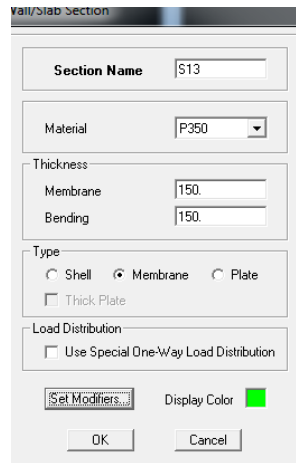 Wall/Slab Section
Section Name S13
Material P350
Thickness
Membrane 150.
Bending 150.
Type
Shell Membrane Plate
Thick Plate
Load Distribution
Use Special One-Way Load Distribution
Set Modifiers... Display Color
OK Cancel